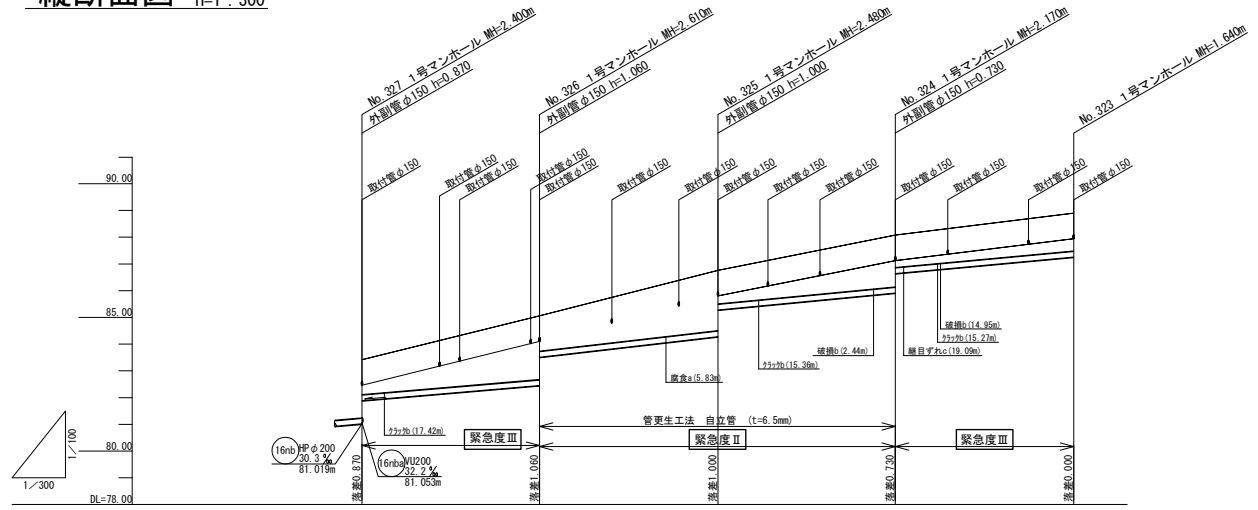 縦断面図 h=1：300
No.327 1号マンホール MH=2.400m
外副管φ150 h=0.870
No.326 1号マンホール MH=2.610m
外副管φ150 h=1.060
No.325 1号マンホール MH=2.480m
外副管φ150 h=1.000
No.324 1号マンホール MH=2.170m
外副管φ150 h=0.730
No.323 1号マンホール MH=1.640m
取付管φ150
取付管φ150
取付管φ150
取付管φ150
取付管φ150
取付管φ150
取付管φ150
取付管φ150
取付管φ150
取付管φ150
取付管φ150
取付管φ150
取付管φ150
取付管φ150
90.00
85.00
80.00
DL=78.00
1／100
1／300
破損b(14.95m)
クラックb(15.27m)
継目ずれc(19.09m)
破損b(2.44m)
クラックb(15.36m)
腐食a(5.83m)
クラックb(17.42m)
管更生工法 自立管 (t=6.5mm)
緊急度Ⅲ
緊急度Ⅱ
緊急度Ⅲ
16nb
HPφ200
30.3 ‰
81.019m
16nba
VU200
32.2 ‰
81.053m
落差0.870
落差1.060
落差1.000
落差0.730
落差0.000